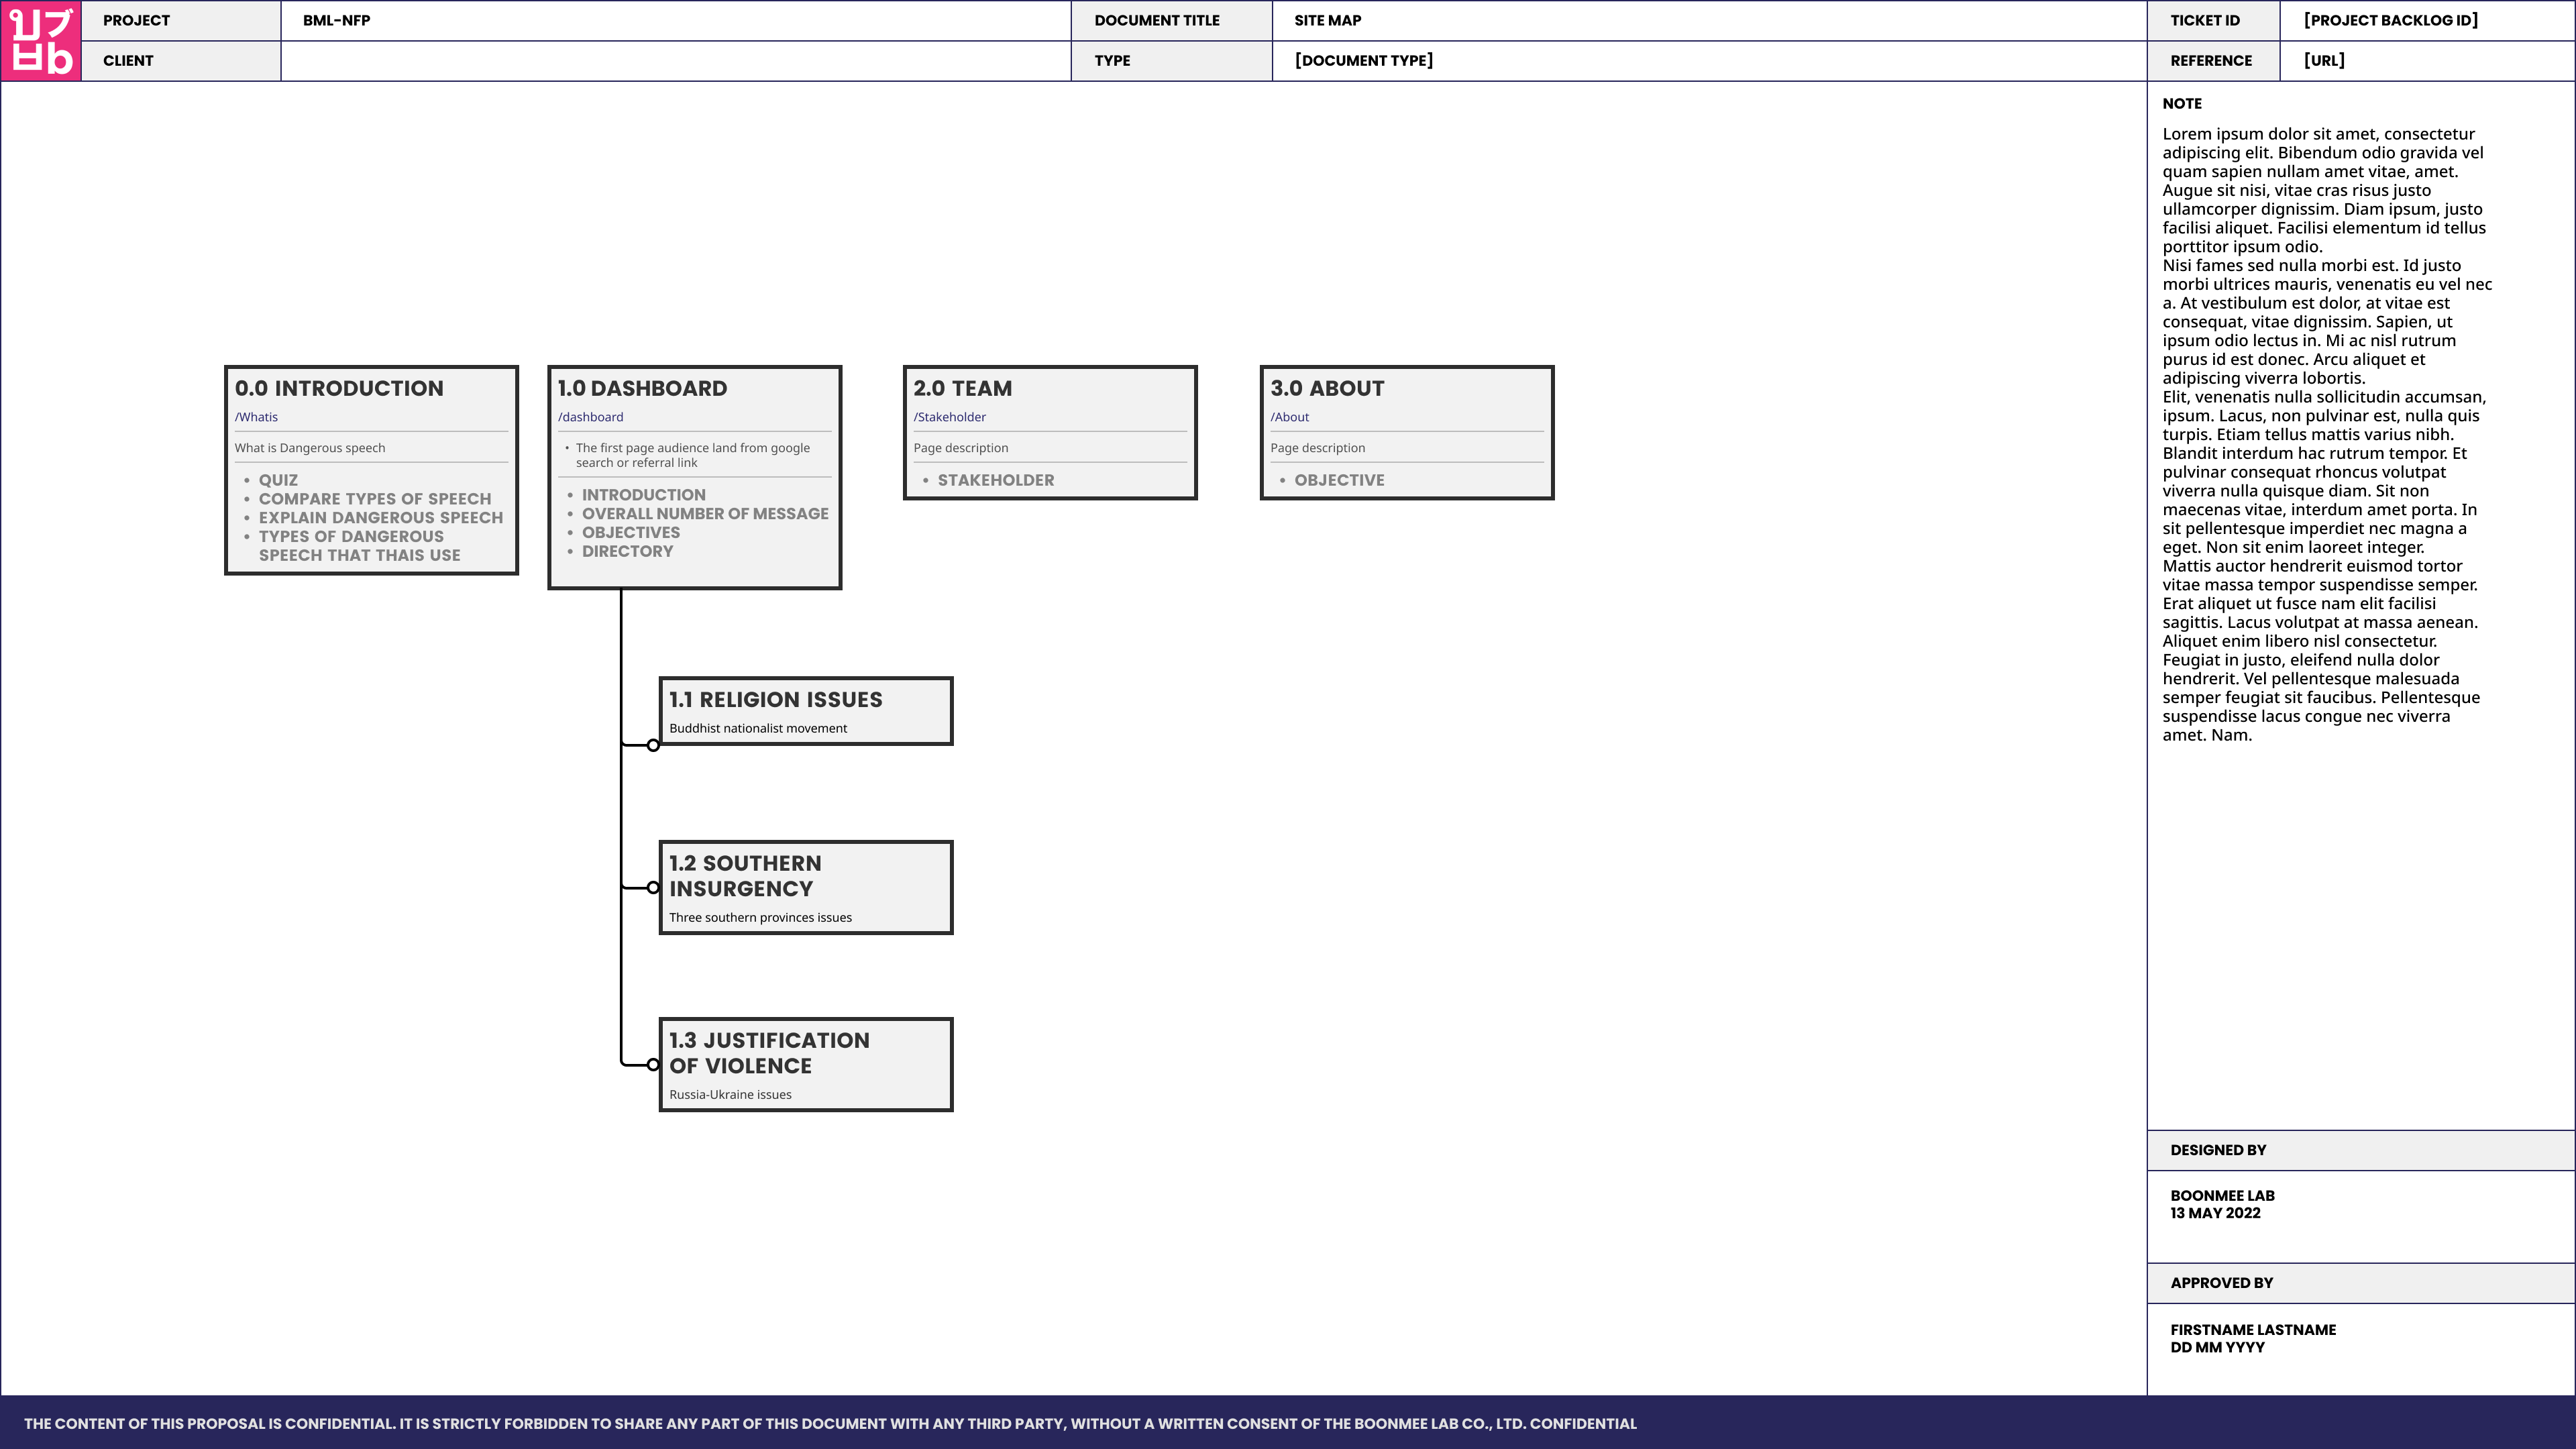 บブ
ㅂb
PROJECT
BML-NFP
DOCUMENT TITLE
SITE MAP
TICKET ID
[PROJECT BACKLOG ID]
CLIENT
TYPE
[DOCUMENT TYPE]
REFERENCE
[URL]
0.0 INTRODUCTION
/Whatis
What is Dangerous speech
• QUIZ
• COMPARE TYPES OF SPEECH
• EXPLAIN DANGEROUS SPEECH
• TYPES OF DANGEROUS
SPEECH THAT THAIS USE
1.0 DASHBOARD
/dashboard
• The first page audience land from google
search or referral link
• INTRODUCTION
• OVERALL NUMBER OF MESSAGE
• OBJECTIVES
• DIRECTORY
2.0 TEAM
/Stakeholder
Page description
• STAKEHOLDER
3.0 ABOUT
/About
Page description
• OBJECTIVE
1.1 RELIGION ISSUES
Buddhist nationalist movement
1.2 SOUTHERN
INSURGENCY
Three southern provinces issues
1.3 JUSTIFICATION
OF VIOLENCE
Russia-Ukraine issues
NOTE
Lorem ipsum dolor sit amet, consectetur
adipiscing elit. Bibendum odio gravida vel
quam sapien nullam amet vitae, amet.
Augue sit nisi, vitae cras risus justo
ullamcorper dignissim. Diam ipsum, justo
facilisi aliquet. Facilisi elementum id tellus
porttitor ipsum odio.
Nisi fames sed nulla morbi est. Id justo
morbi ultrices mauris, venenatis eu vel nec
a. At vestibulum est dolor, at vitae est
consequat, vitae dignissim. Sapien, ut
ipsum odio lectus in. Mi ac nisl rutrum
purus id est donec. Arcu aliquet et
adipiscing viverra lobortis.
Elit, venenatis nulla sollicitudin accumsan,
ipsum. Lacus, non pulvinar est, nulla quis
turpis. Etiam tellus mattis varius nibh.
Blandit interdum hac rutrum tempor. Et
pulvinar consequat rhoncus volutpat
viverra nulla quisque diam. Sit non
maecenas vitae, interdum amet porta. In
sit pellentesque imperdiet nec magna a
eget. Non sit enim laoreet integer.
Mattis auctor hendrerit euismod tortor
vitae massa tempor suspendisse semper.
Erat aliquet ut fusce nam elit facilisi
sagittis. Lacus volutpat at massa aenean.
Aliquet enim libero nisl consectetur.
Feugiat in justo, eleifend nulla dolor
hendrerit. Vel pellentesque malesuada
semper feugiat sit faucibus. Pellentesque
suspendisse lacus congue nec viverra
amet. Nam.
DESIGNED BY
BOONMEE LAB
13 MAY 2022
APPROVED BY
FIRSTNAME LASTNAME
DD MM YYYY
THE CONTENT OF THIS PROPOSAL IS CONFIDENTIAL. IT IS STRICTLY FORBIDDEN TO SHARE ANY PART OF THIS DOCUMENT WITH ANY THIRD PARTY, WITHOUT A WRITTEN CONSENT OF THE BOONMEE LAB CO., LTD. CONFIDENTIAL